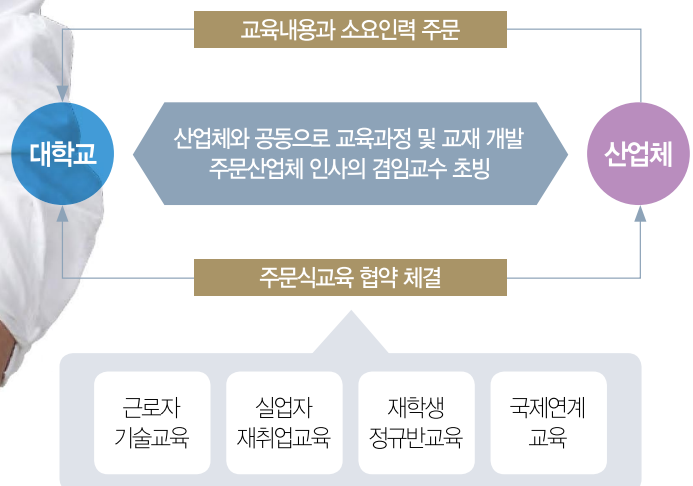 교육내용과 소요인력 주문
대학교
산업체와 공동으로 교육과정 및 교재 개발
주문산업체 인사의 겸임교수 초빙
산업체
주문식교육 협약 체결
근로자
기술교육
실업자
재취업교육
재학생
정규반교육
국제연계
교육